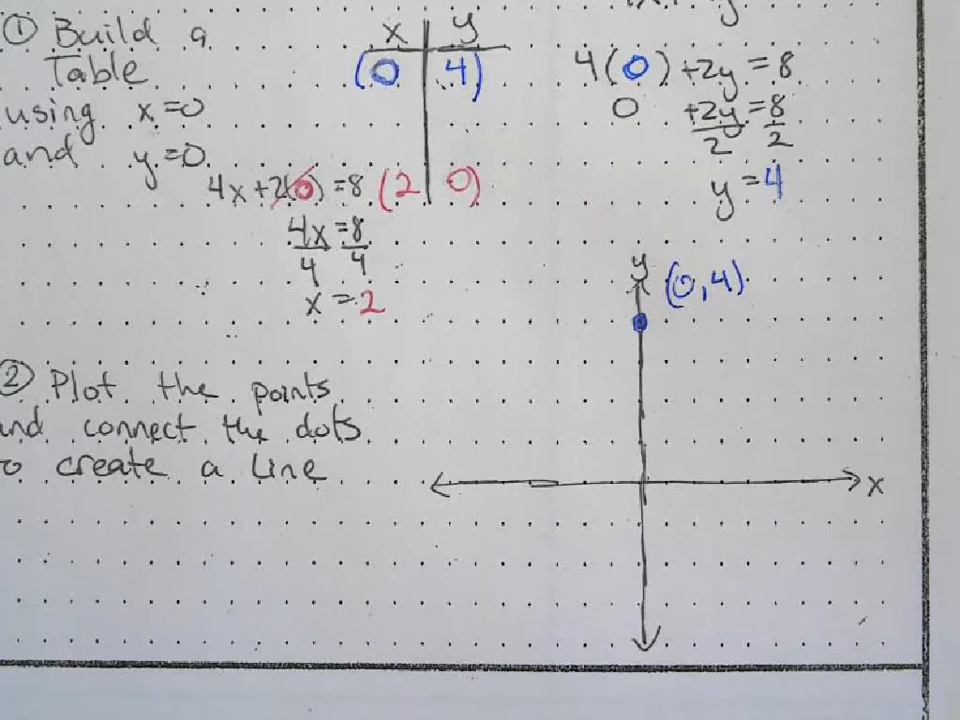 ① Build a
Table
using x=0
and y=0
x y
(0 4)
(2 0)
4(0)+2y=8
0 +2y=8
2 2
y=4
4x+2(0)=8
4x=8
4 4
x=2
y
(0,4)
x
② Plot the points
and connect the dots
to create a line